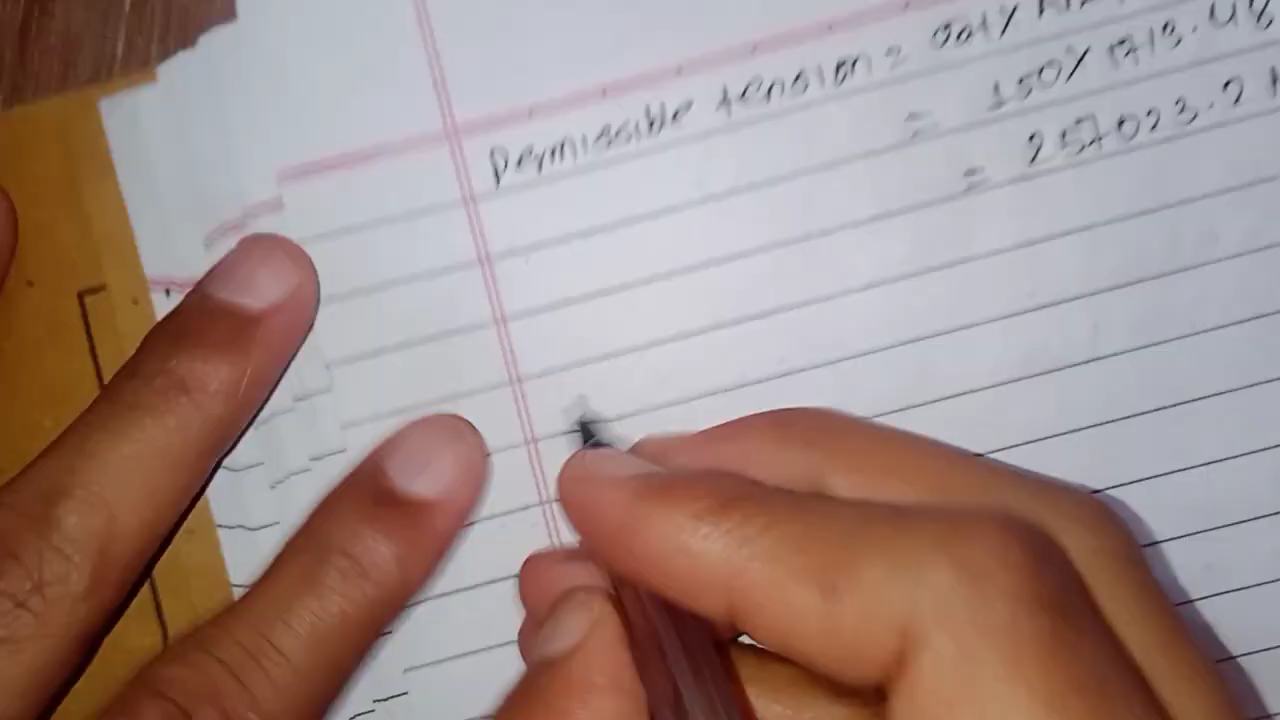 Permissible tension =
= 150 x 1713.48
= 257023.2